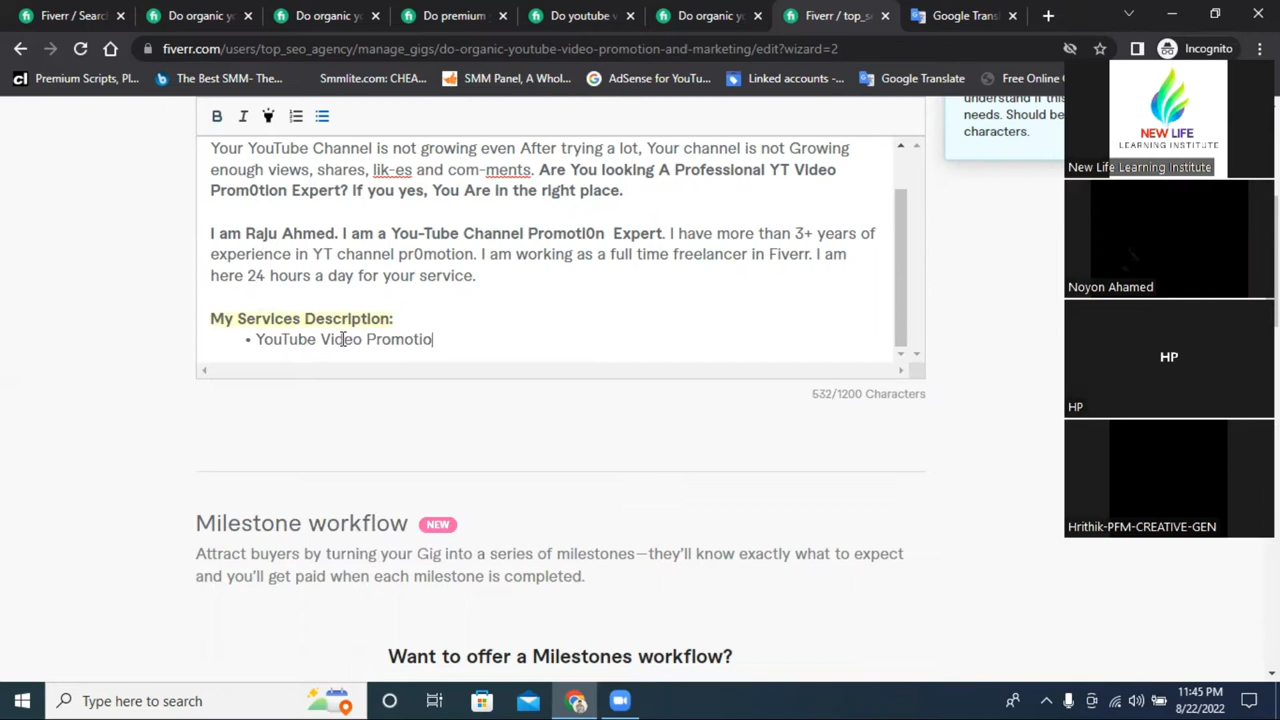 Fiverr / Sear
Do organic yo
Do organic yo
Do premium
Do youtube v
Do organic yo
Fiverr / top_se
Google Transl
fiverr.com/users/top_seo_agency/manage_gigs/do-organic-youtube-video-promotion-and-marketing/edit?wizard=2
Incognito
Premium Scripts, Pl...
The Best SMM- The...
Smmlite.com: CHEA...
SMM Panel, A Whol...
AdSense for YouTu...
Linked accounts -...
Google Translate
Free Online
B I
understand if this
needs. Should be
characters.
Your YouTube Channel is not growing even After trying a lot, Your channel is not Growing
enough views, shares, lik-es and com-ments. Are You looking A Professional YT VIdeo
Prom0tion Expert? If you yes, You Are in the right place.
I am Raju Ahmed. I am a You-Tube Channel Promotl0n Expert. I have more than 3+ years of
experience in YT channel pr0motion. I am working as a full time freelancer in Fiverr. I am
here 24 hours a day for your service.
My Services Description:
• YouTube Video Promotio
532/1200 Characters
Milestone workflow NEW
Attract buyers by turning your Gig into a series of milestones—they'll know exactly what to expect
and you'll get paid when each milestone is completed.
Want to offer a Milestones workflow?
NEW LIFE
LEARNING INSTITUTE
New Life Learning Institute
Noyon Ahamed
HP
HP
Hrithik-PFM-CREATIVE-GEN
Type here to search
11:45 PM
8/22/2022